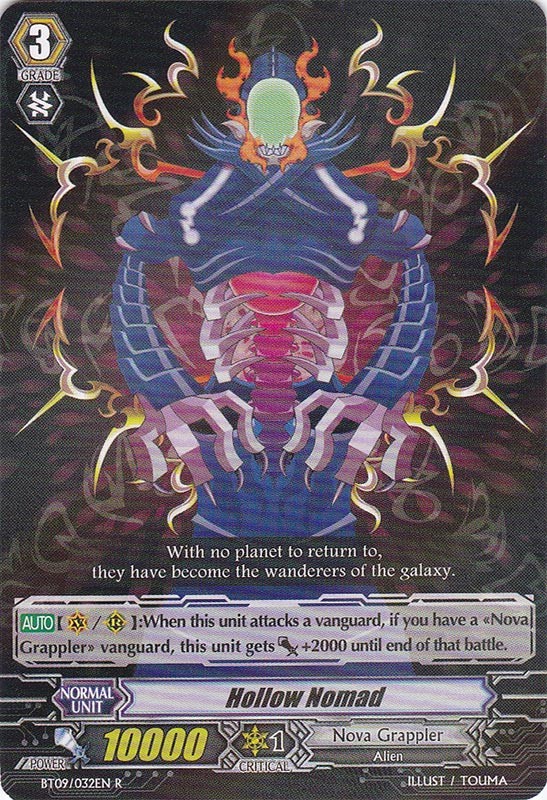 3
GRADE
With no planet to return to,
they have become the wanderers of the galaxy.
AUTO【 V / R 】:When this unit attacks a vanguard, if you have a «Nova
Grappler» vanguard, this unit gets +2000 until end of that battle.
NORMAL
UNIT
Hollow Nomad
POWER
10000
1
CRITICAL
Nova Grappler
Alien
BT09/032EN R
ILLUST / TOUMA